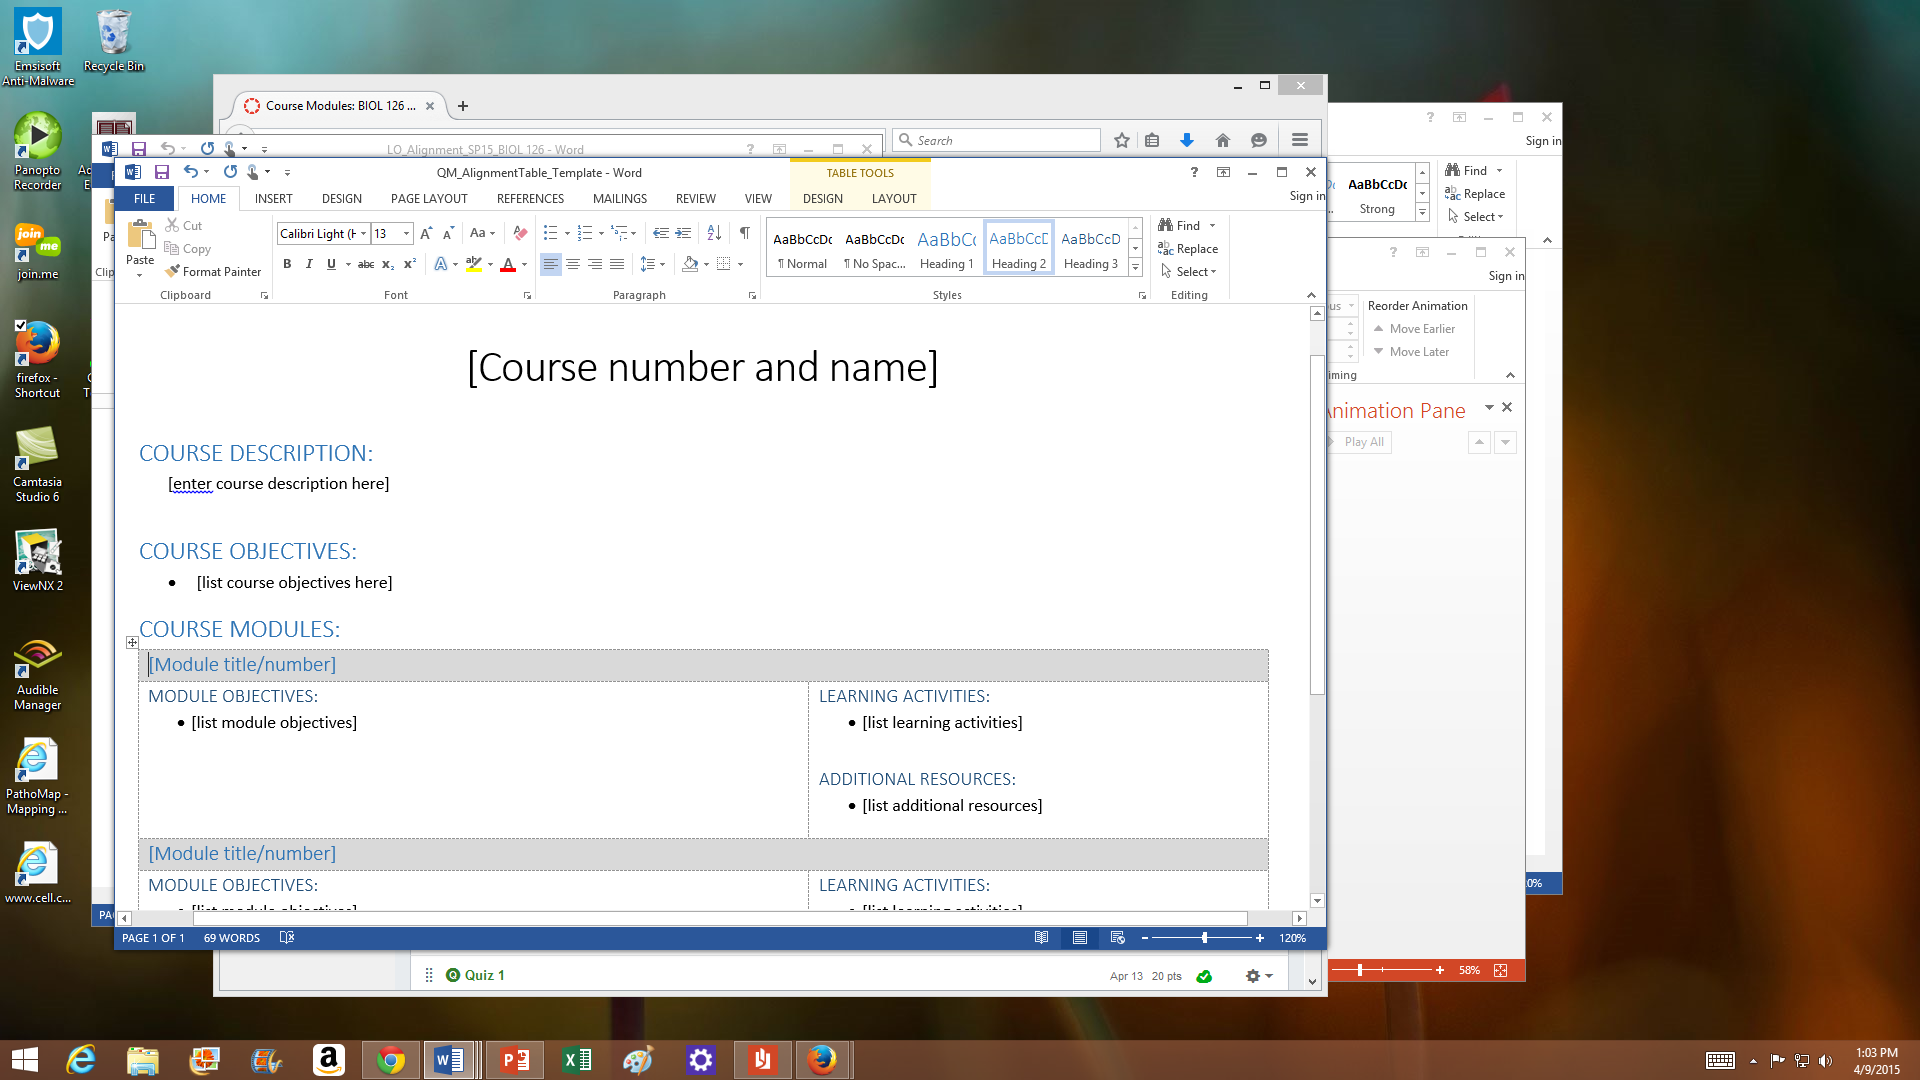 Emsisoft
Anti-Malware
Recycle Bin
Panopto
Recorder
join.me
firefox -
Shortcut
Camtasia
Studio 6
ViewNX 2
Audible
Manager
PathoMap -
Mapping ...
www.cell.c...
Course Modules: BIOL 126 ...
Search
LO_Alignment_SP15_BIOL 126 - Word
QM_AlignmentTable_Template - Word
TABLE TOOLS
Sign in
FILE HOME INSERT DESIGN PAGE LAYOUT REFERENCES MAILINGS REVIEW VIEW DESIGN LAYOUT
Paste
Cut
Copy
Format Painter
Clipboard
Calibri Light (H 13
Font
Paragraph
AaBbCcDc AaBbCcDc AaBbCc AaBbCcD AaBbCcD
¶ Normal ¶ No Spac... Heading 1 Heading 2 Heading 3
Styles
Find
Replace
Select
Editing
[Course number and name]
COURSE DESCRIPTION:
[enter course description here]
COURSE OBJECTIVES:
[list course objectives here]
COURSE MODULES:
[Module title/number]
MODULE OBJECTIVES:
[list module objectives]
LEARNING ACTIVITIES:
[list learning activities]
ADDITIONAL RESOURCES:
[list additional resources]
[Module title/number]
MODULE OBJECTIVES:
LEARNING ACTIVITIES:
PAGE 1 OF 1 69 WORDS
120%
Quiz 1
Apr 13 20 pts
Sign in
AaBbCcDc
Strong
Find
Replace
Select
Sign in
Reorder Animation
Move Earlier
Move Later
Animation Pane
Play All
58%
1:03 PM
4/9/2015